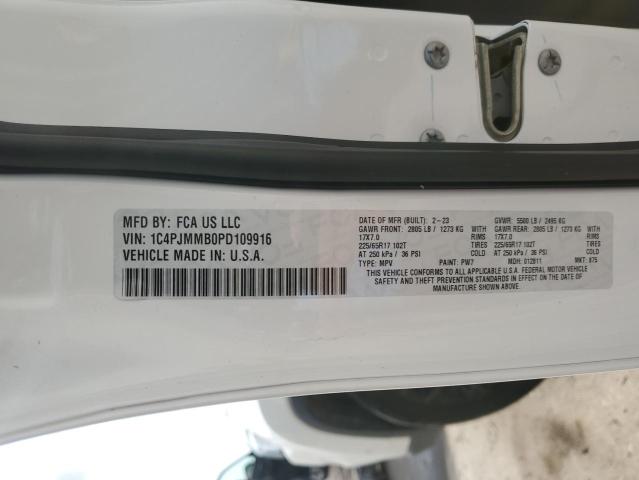 MFD BY: FCA US LLC
VIN: 1C4PJMMB0PD109916
VEHICLE MADE IN: U.S.A.
DATE OF MFR (BUILT): 2-23 GVWR: 5500 LB / 2495 KG
GAWR FRONT: 2805 LB / 1273 KG WITH GAWR REAR: 2805 LB / 1273 KG WITH
17X7.0 RIMS 17X7.0 RIMS
225/65R17 102T TIRES 225/65R17 102T TIRES
AT 250 kPa / 36 PSI COLD AT 250 kPa / 36 PSI COLD
TYPE: MPV PAINT: PW7 MDH: 012811 MKT: 875
THIS VEHICLE CONFORMS TO ALL APPLICABLE U.S.A. FEDERAL MOTOR VEHICLE
SAFETY AND THEFT PREVENTION STANDARDS IN EFFECT ON THE DATE OF
MANUFACTURE SHOWN ABOVE.